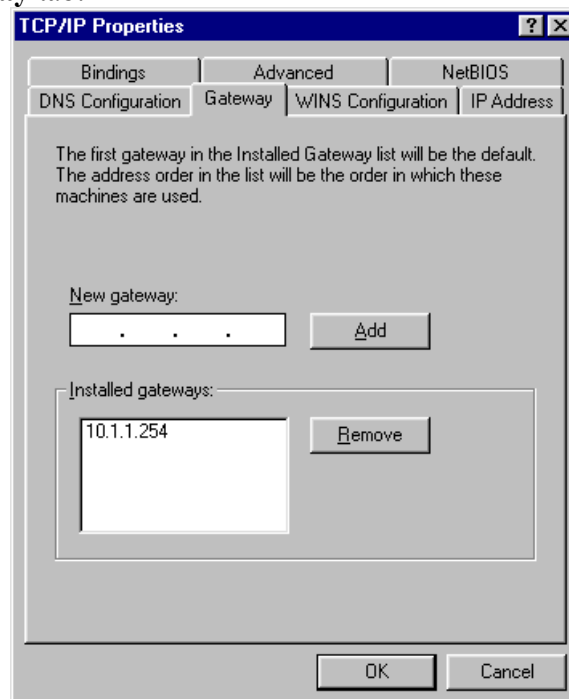 TCP/IP Properties
Bindings Advanced NetBIOS
DNS Configuration Gateway WINS Configuration IP Address
The first gateway in the Installed Gateway list will be the default.
The address order in the list will be the order in which these
machines are used.
New gateway:
. . . Add
Installed gateways:
10.1.1.254 Remove
OK Cancel